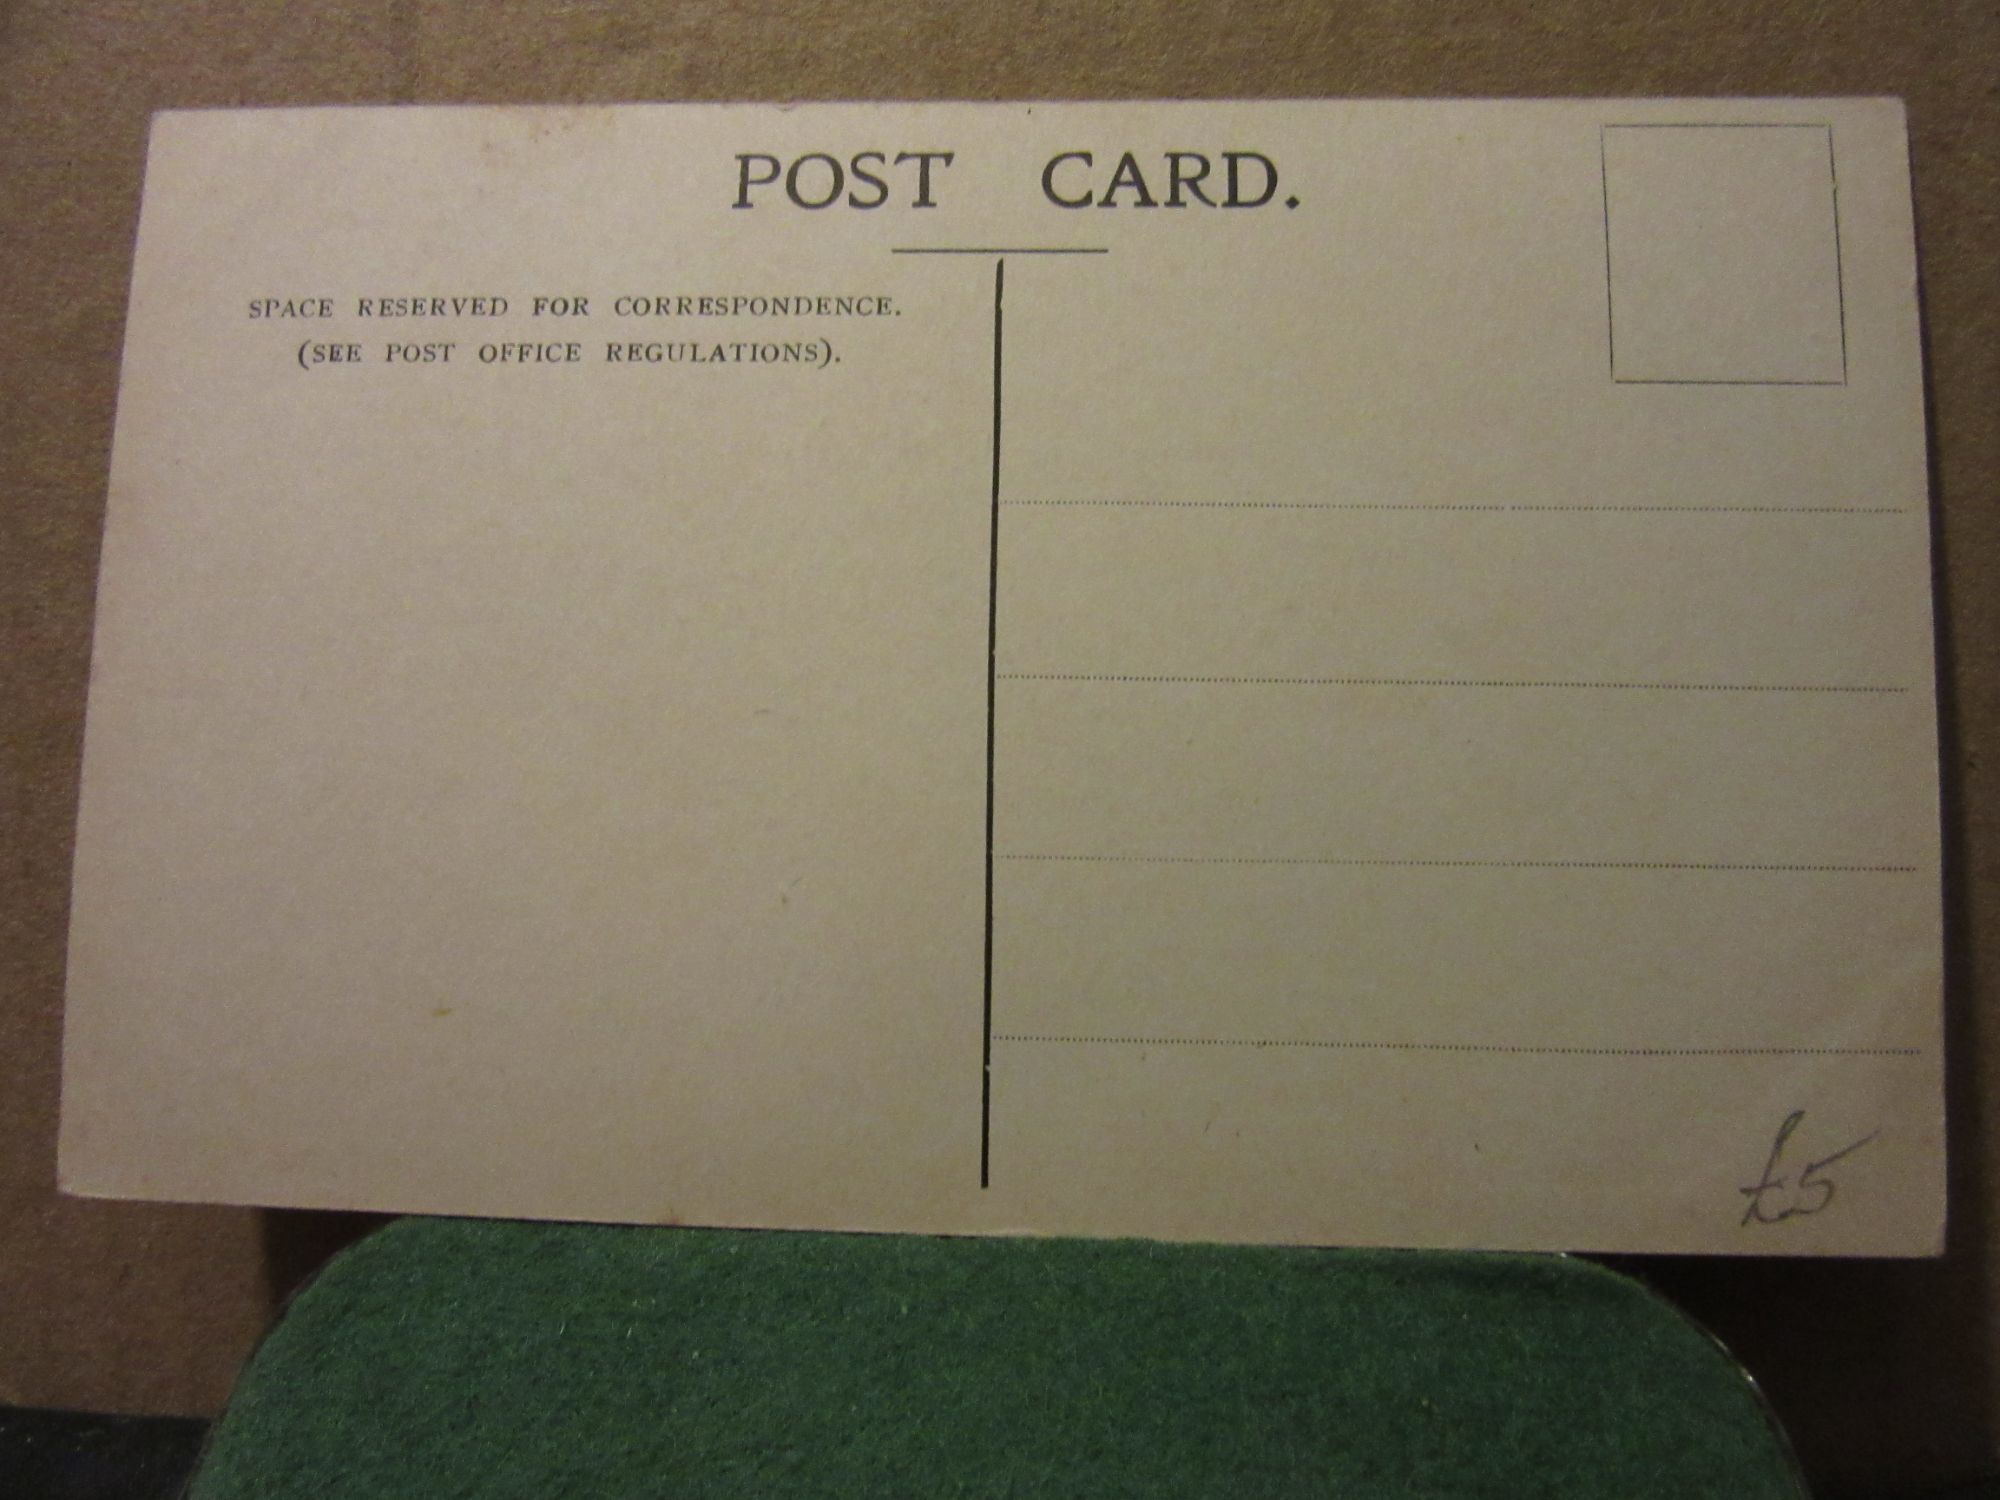 POST CARD.
SPACE RESERVED FOR CORRESPONDENCE.
(SEE POST OFFICE REGULATIONS).
£5